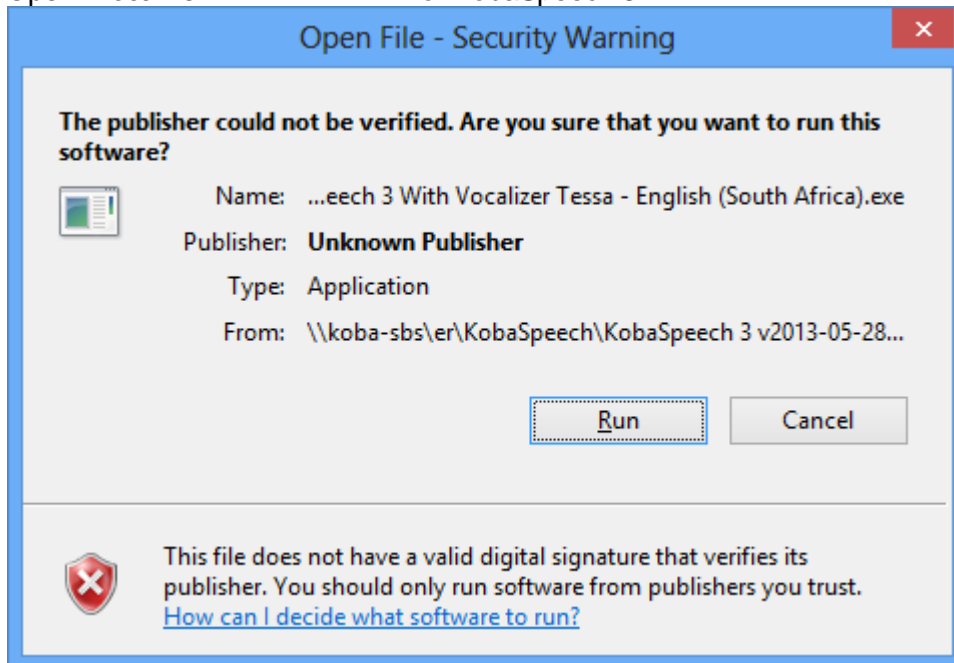 Open File - Security Warning
The publisher could not be verified. Are you sure that you want to run this
software?
Name: ...eech 3 With Vocalizer Tessa - English (South Africa).exe
Publisher: Unknown Publisher
Type: Application
From: \\koba-sbs\er\KobaSpeech\KobaSpeech 3 v2013-05-28...
Run Cancel
This file does not have a valid digital signature that verifies its
publisher. You should only run software from publishers you trust.
How can I decide what software to run?